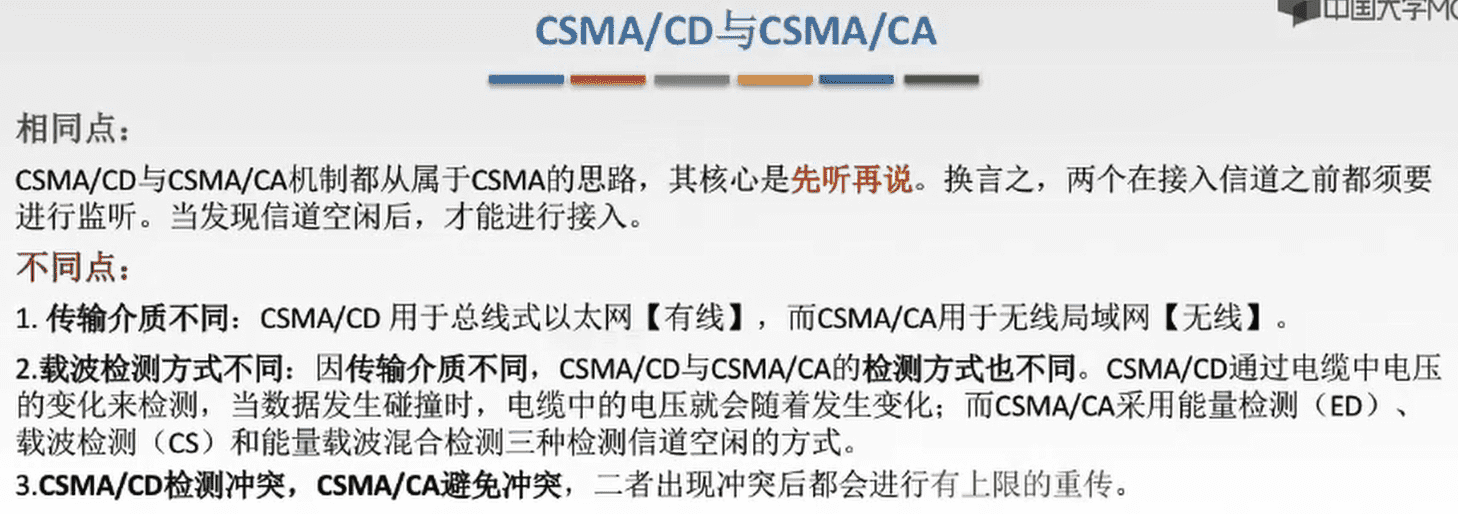 中国大学MO
CSMA/CD与CSMA/CA
相同点：
CSMA/CD与CSMA/CA机制都从属于CSMA的思路，其核心是先听再说。换言之，两个在接入信道之前都须要
进行监听。当发现信道空闲后，才能进行接入。
不同点：
1. 传输介质不同：CSMA/CD 用于总线式以太网【有线】，而CSMA/CA用于无线局域网【无线】。
2.载波检测方式不同：因传输介质不同，CSMA/CD与CSMA/CA的检测方式也不同。CSMA/CD通过电缆中电压
的变化来检测，当数据发生碰撞时，电缆中的电压就会随着发生变化；而CSMA/CA采用能量检测（ED）、
载波检测（CS）和能量载波混合检测三种检测信道空闲的方式。
3.CSMA/CD检测冲突，CSMA/CA避免冲突，二者出现冲突后都会进行有上限的重传。